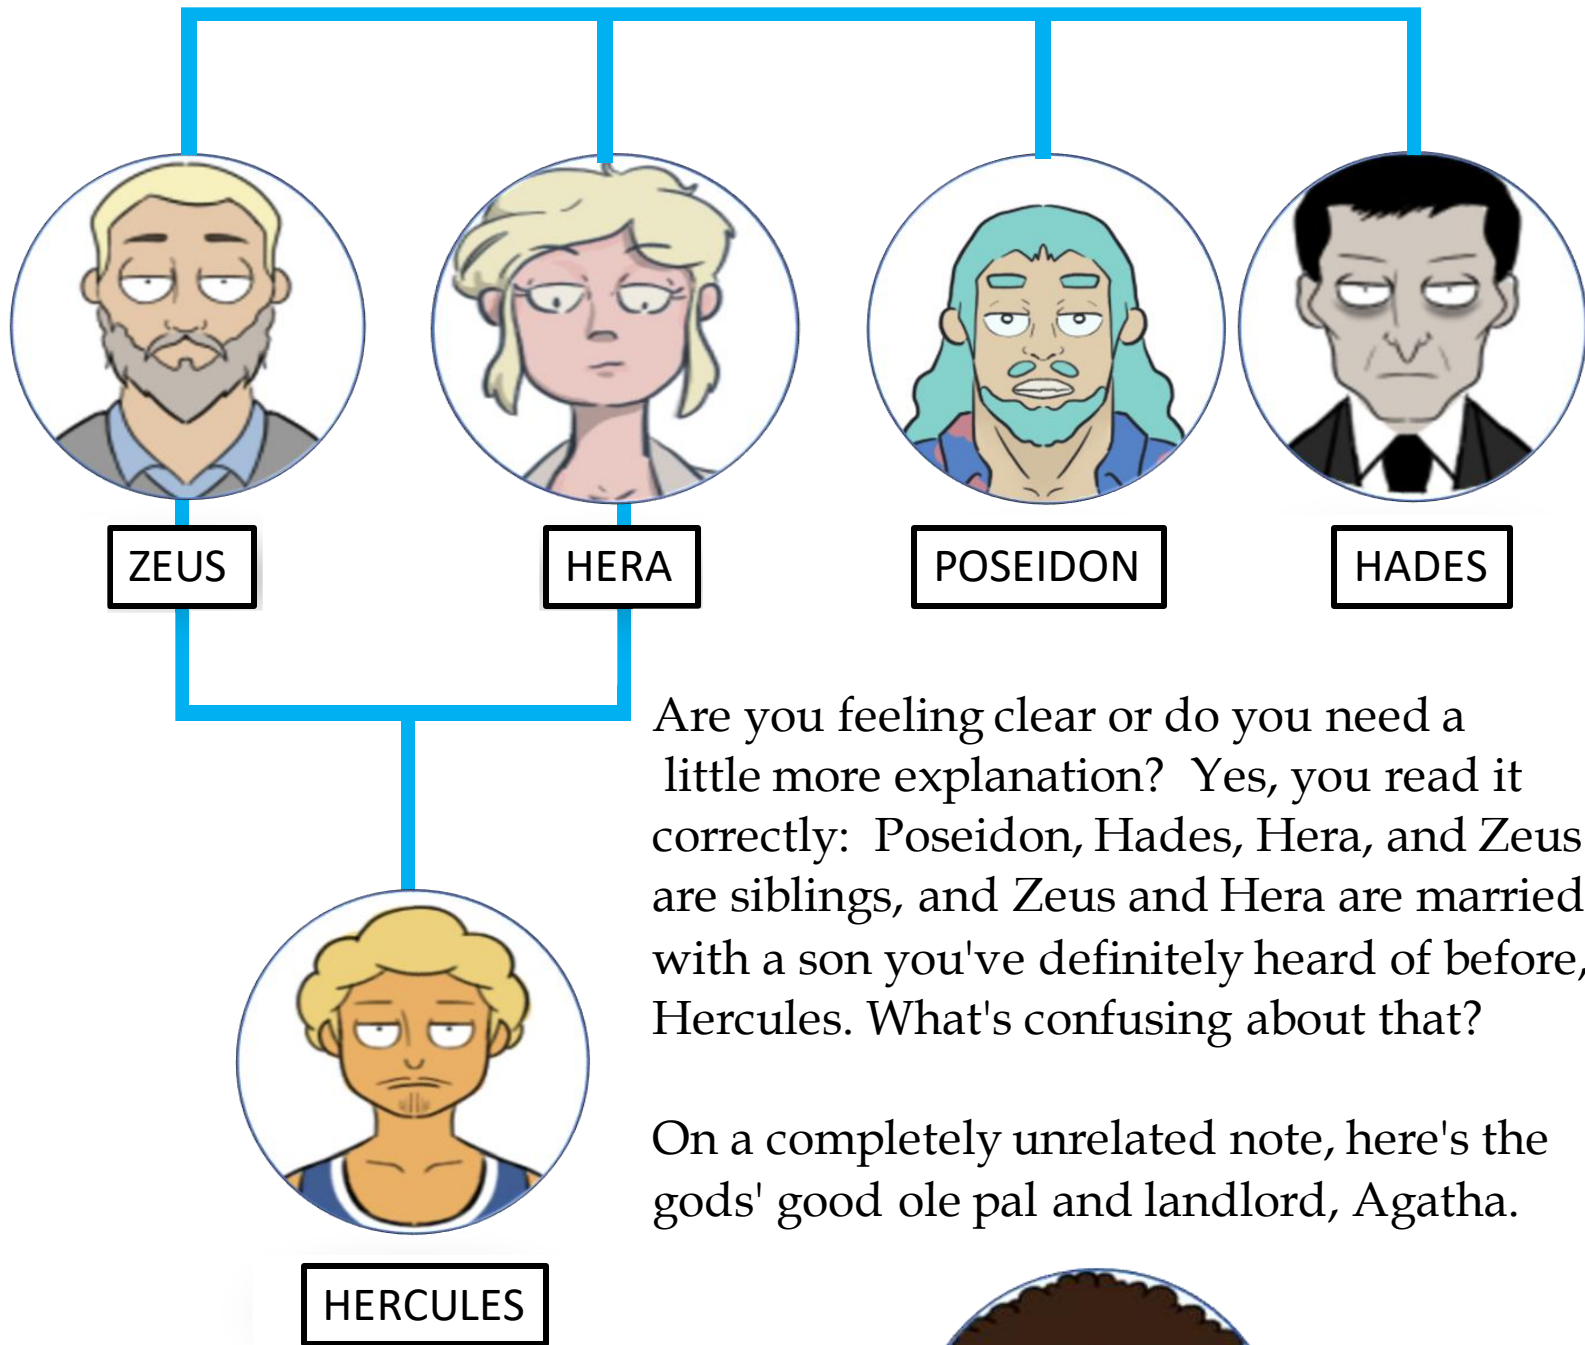 ZEUS
HERA
POSEIDON
HADES
Are you feeling clear or do you need a
little more explanation? Yes, you read it
correctly: Poseidon, Hades, Hera, and Zeus
are siblings, and Zeus and Hera are married
with a son you've definitely heard of before,
Hercules. What's confusing about that?
On a completely unrelated note, here's the
gods' good ole pal and landlord, Agatha.
HERCULES